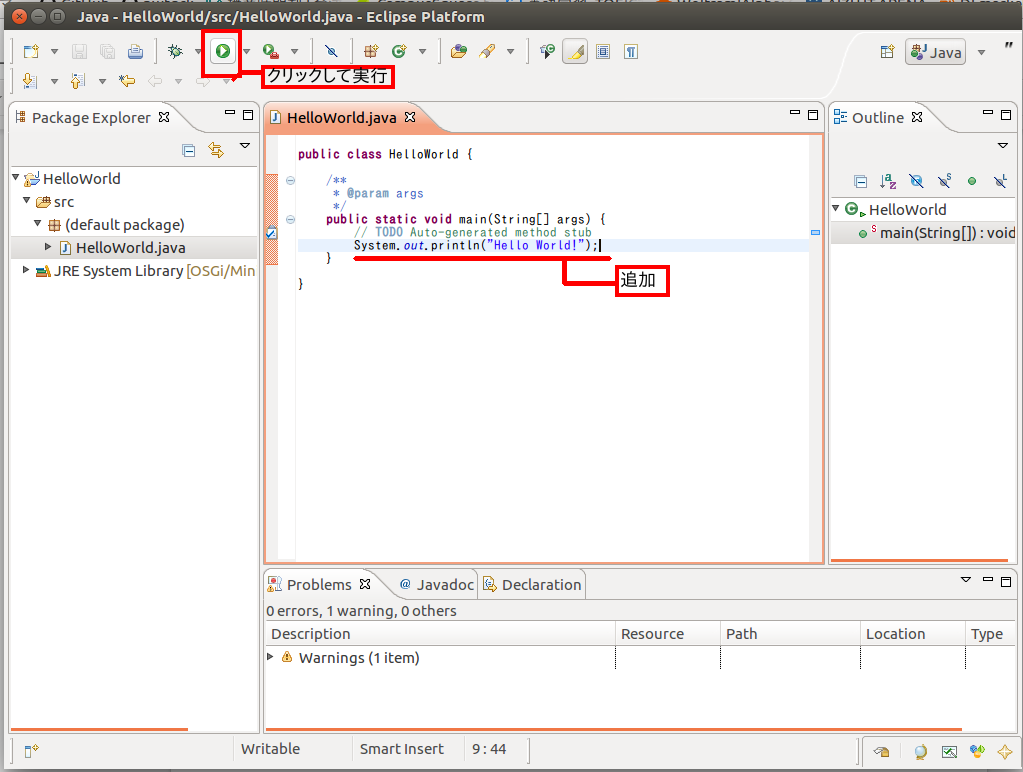 Java - HelloWorld/src/HelloWorld.java - Eclipse Platform
Java
クリックして実行
Package Explorer
HelloWorld.java
Outline
HelloWorld
src
(default package)
HelloWorld.java
JRE System Library [OSGi/Min
public class HelloWorld {
/**
* @param args
*/
public static void main(String[] args) {
// TODO Auto-generated method stub
System.out.println("Hello World!");
}
}
追加
HelloWorld
main(String[]) : void
Problems
@ Javadoc
Declaration
0 errors, 1 warning, 0 others
Description
Resource
Path
Location
Type
Warnings (1 item)
Writable
Smart Insert
9 : 44